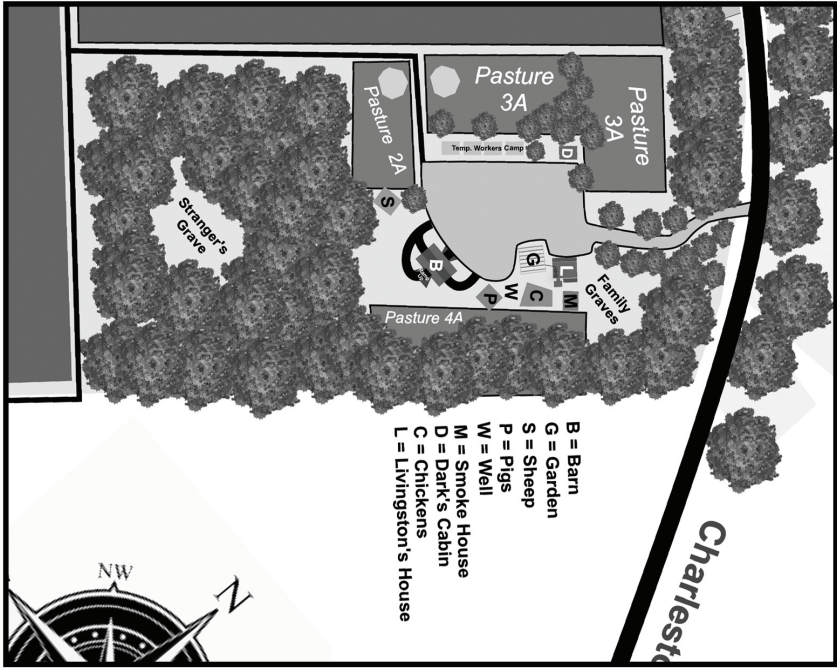 Pasture
3A
Pasture
3A
Pasture 2A
Temp. Workers Camp
D
Stranger's
Grave
S
B
G
L
Family
Graves
W
C
M
P
Pasture 4A
B = Barn
G = Garden
S = Sheep
P = Pigs
W = Well
M = Smoke House
D = Dark's Cabin
C = Chickens
L = Livingston's House
NW
N